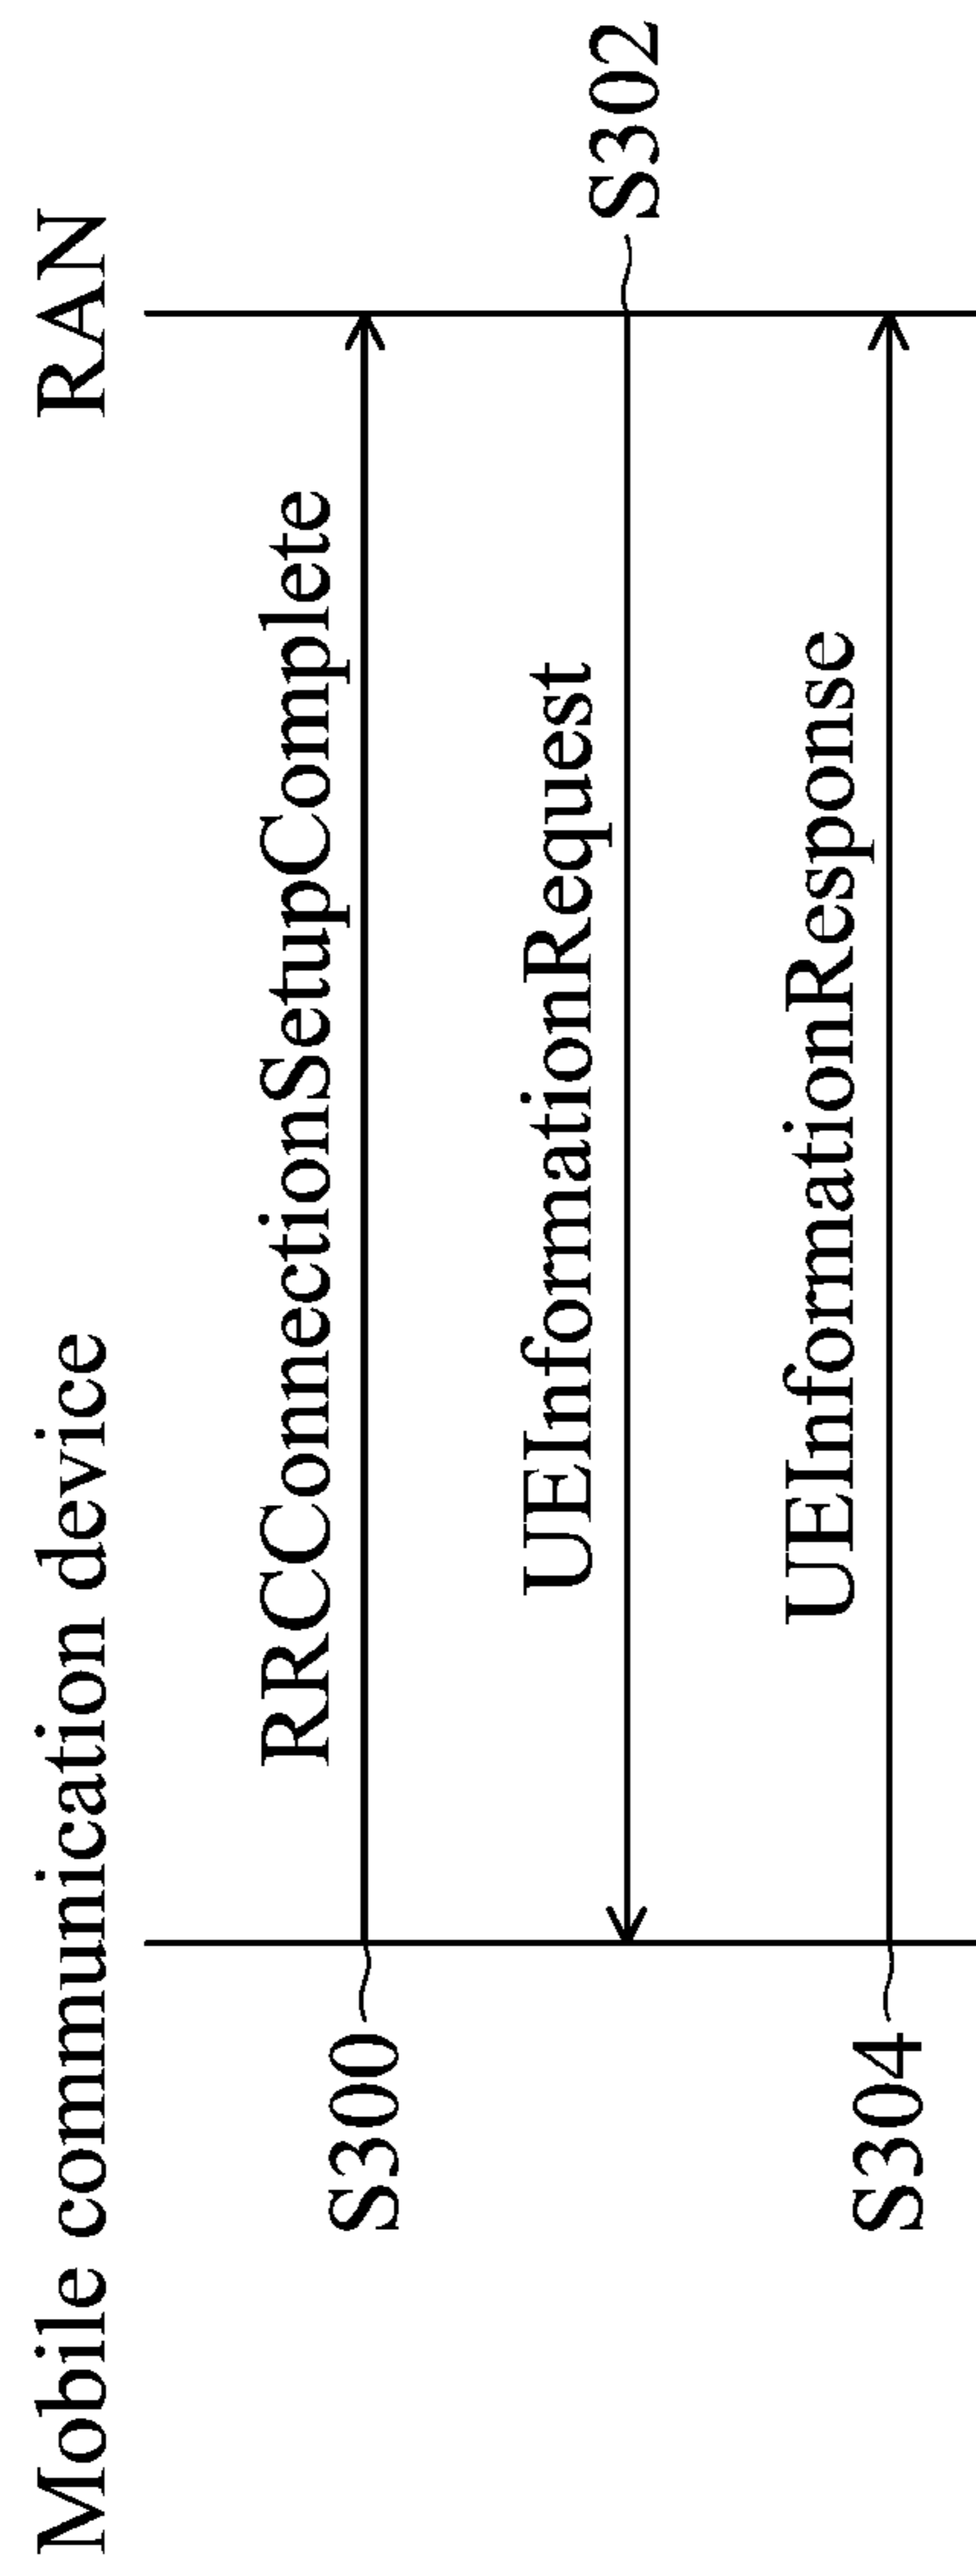 Mobile communication device
RAN
RRCConnectionSetupComplete
S300
UEInformationRequest
S302
UEInformationResponse
S304